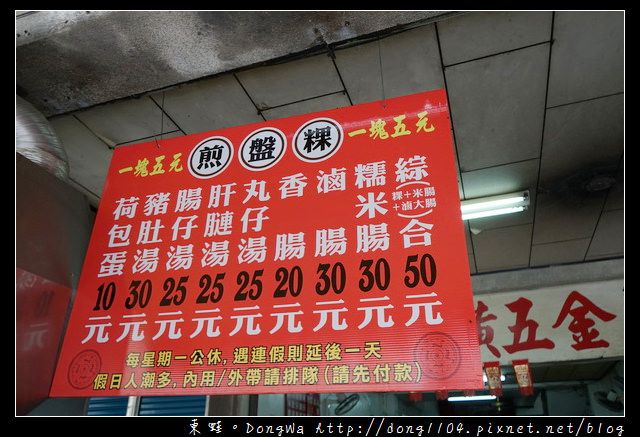 一塊五元 煎盤粿 一塊五元
綜(粿+米腸+滷大腸)合 50元
糯米腸 30元
滷腸 30元
香腸 20元
丸仔湯 25元
肝腱湯 25元
腸仔湯 25元
豬肚湯 30元
荷包蛋 10元
每星期一公休,遇連假則延後一天
假日人潮多,內用/外帶請排隊(請先付款)
五金
東蛙。DongWa http://dong1104.pixnet.net/blog